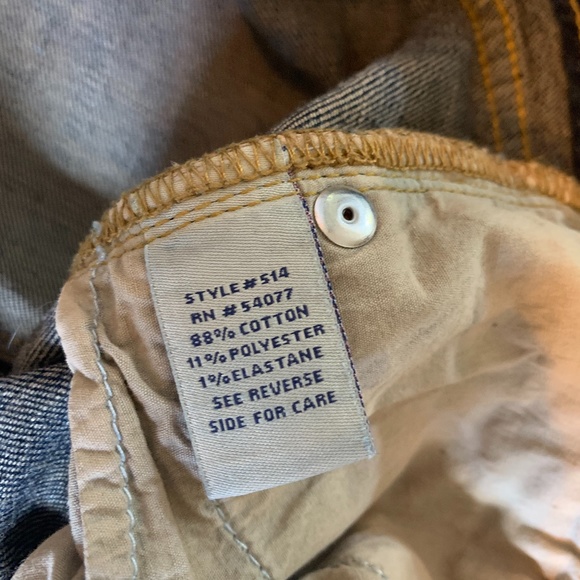 STYLE#514
RN #54077
88% COTTON
11% POLYESTER
1% ELASTANE
SEE REVERSE
SIDE FOR CARE